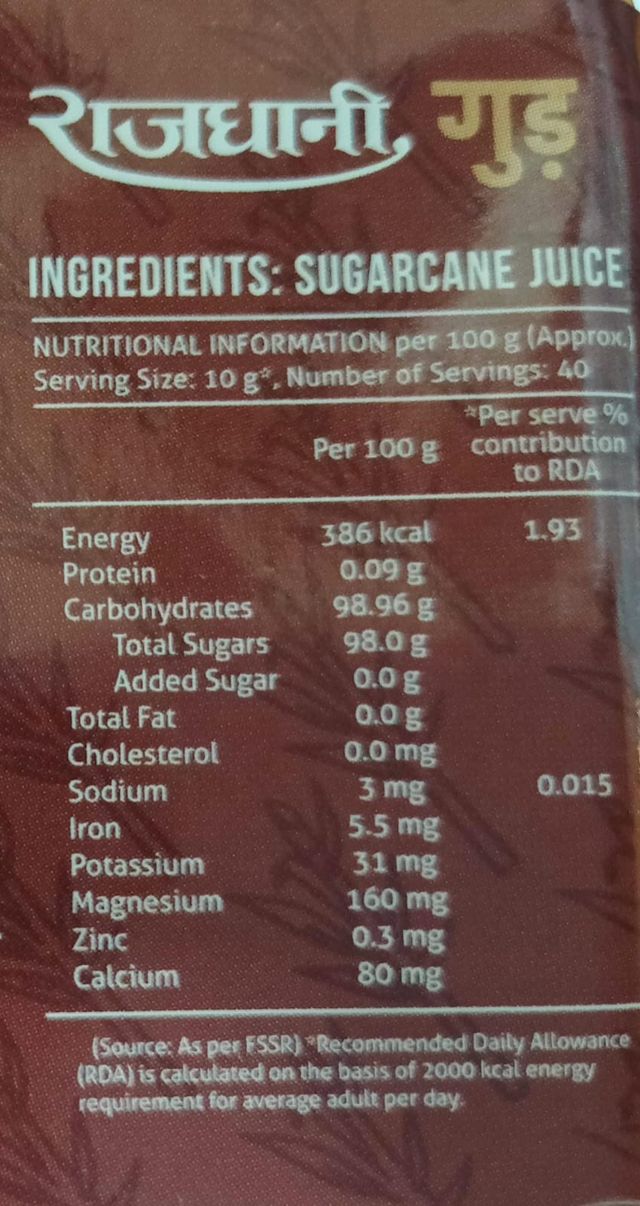 राजधानी गुड़
INGREDIENTS: SUGARCANE JUICE
NUTRITIONAL INFORMATION per 100 g (Approx.)
Serving Size: 10 g*, Number of Servings: 40
*Per serve %
Per 100 g contribution
to RDA
Energy 386 kcal 1.93
Protein 0.09 g
Carbohydrates 98.96 g
Total Sugars 98.0 g
Added Sugar 0.0 g
Total Fat 0.0 g
Cholesterol 0.0 mg
Sodium 3 mg 0.015
Iron 5.5 mg
Potassium 31 mg
Magnesium 160 mg
Zinc 0.3 mg
Calcium 80 mg
(Source: As per FSSR) *Recommended Daily Allowance
(RDA) is calculated on the basis of 2000 kcal energy
requirement for average adult per day.